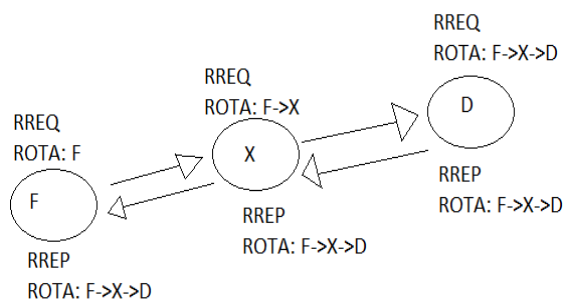 RREQ
ROTA: F->X->D
D
RREQ
ROTA: F->X
X
RREQ
ROTA: F
F
RREP
ROTA: F->X->D
RREP
ROTA: F->X->D
RREP
ROTA: F->X->D